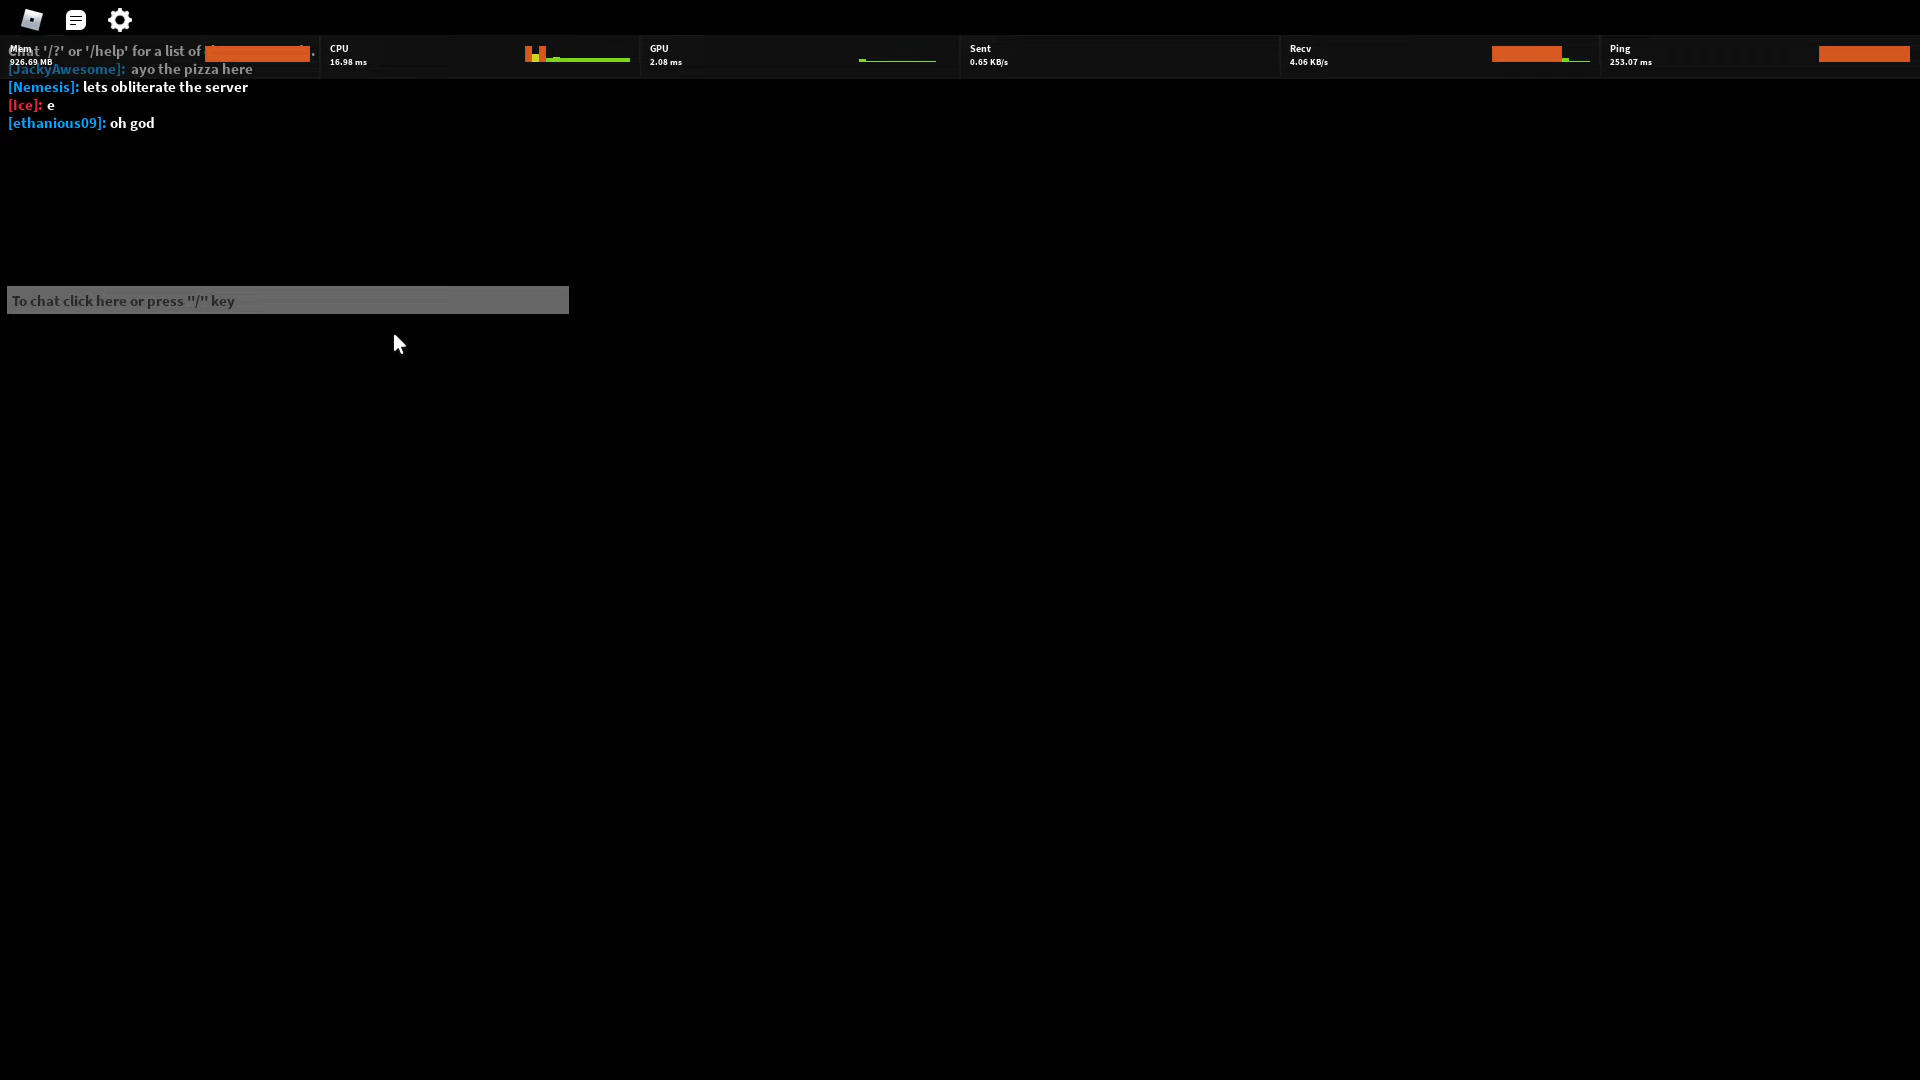 Chat '/?' or '/help' for a list of
Mem
926.69 MB
CPU
16.98 ms
GPU
2.08 ms
Sent
0.65 KB/s
Recv
4.06 KB/s
Ping
253.07 ms
[JackyAwesome]: ayo the pizza here
[Nemesis]: lets obliterate the server
[Ice]: e
[ethanious09]: oh god
To chat click here or press "/" key